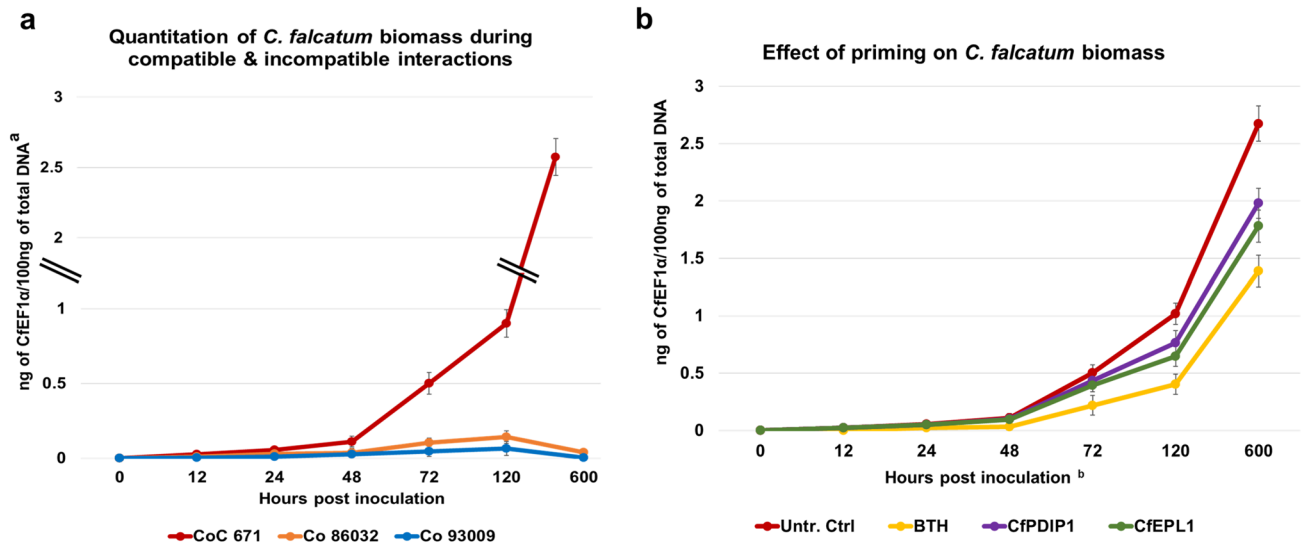 a
Quantitation of C. falcatum biomass during
compatible & incompatible interactions
ng of CfEF1α/100ng of total DNAᵃ
3
2.5
2
1
0.5
0
0 12 24 48 72 120 600
Hours post inoculation
CoC 671 Co 86032 Co 93009
b
Effect of priming on C. falcatum biomass
ng of CfEF1α/100ng of total DNA
3
2.5
2
1.5
1
0.5
0
0 12 24 48 72 120 600
Hours post inoculation ᵇ
Untr. Ctrl BTH CfPDIP1 CfEPL1